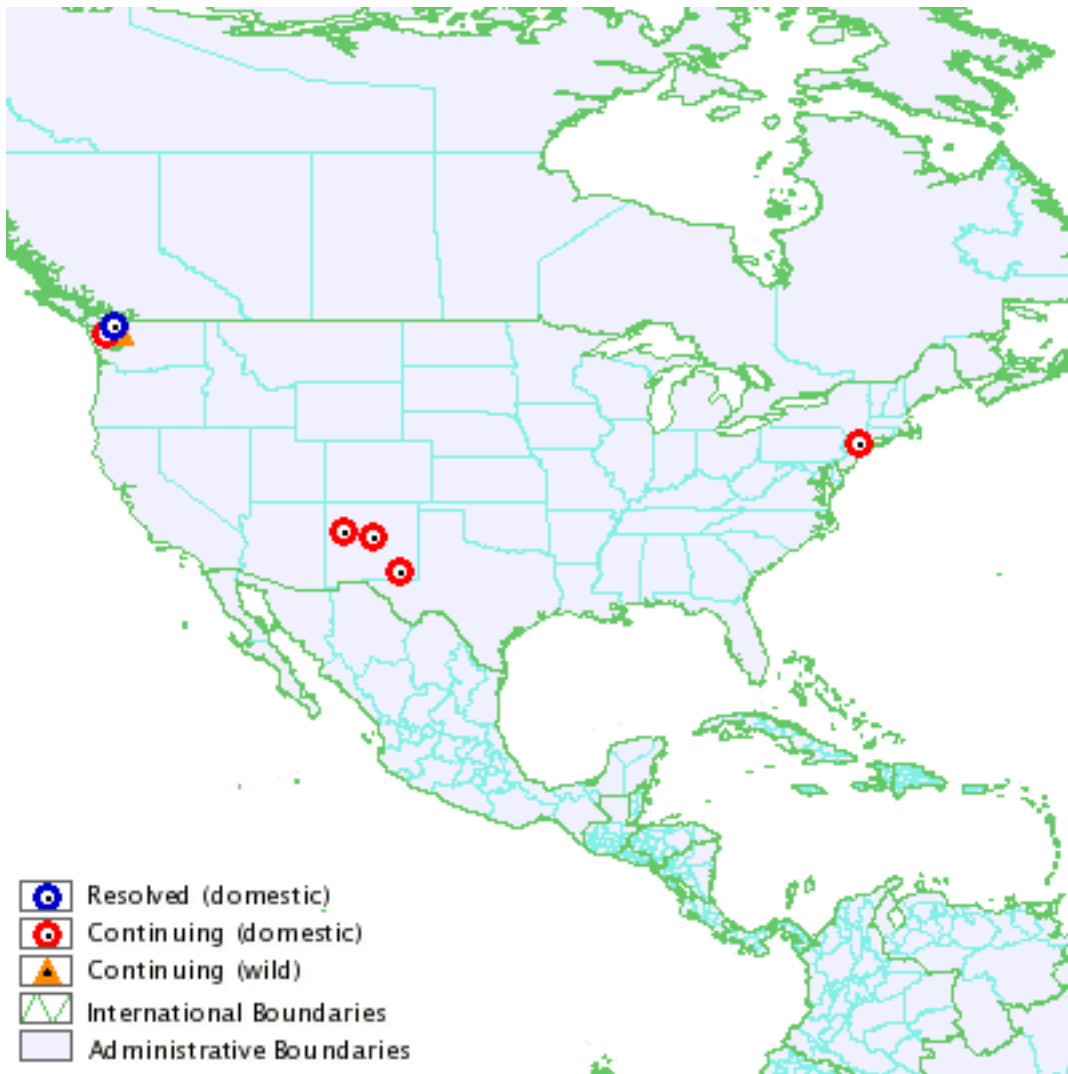 Resolved (domestic)
Continuing (domestic)
Continuing (wild)
International Boundaries
Administrative Boundaries